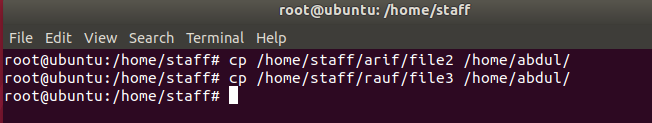 root@ubuntu: /home/staff
File Edit View Search Terminal Help
root@ubuntu:/home/staff# cp /home/staff/arif/file2 /home/abdul/
root@ubuntu:/home/staff# cp /home/staff/rauf/file3 /home/abdul/
root@ubuntu:/home/staff#